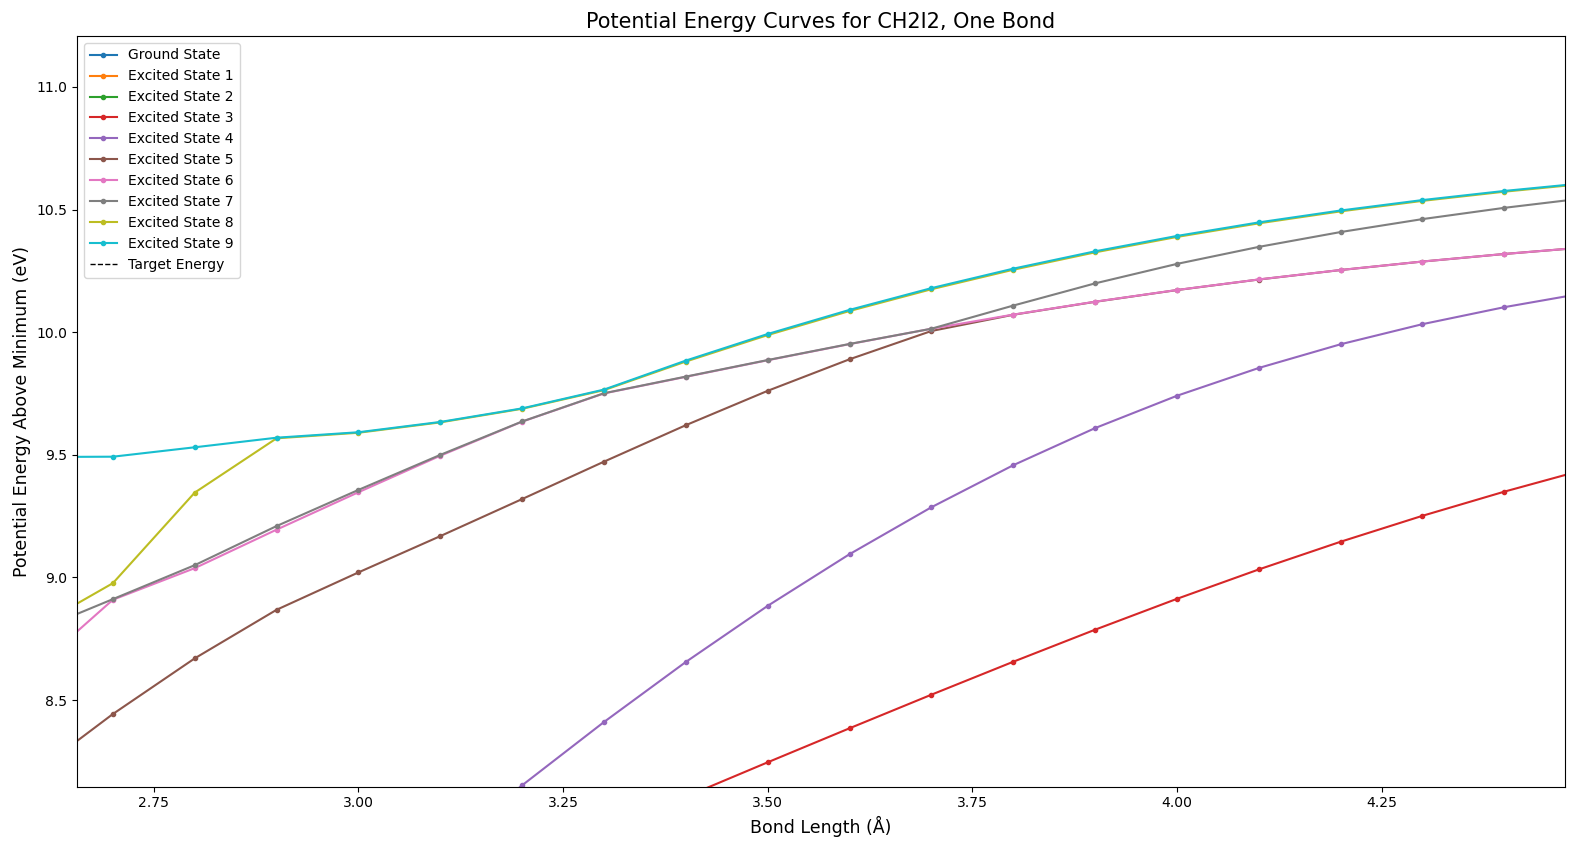 Potential Energy Curves for CH2I2, One Bond
Ground State
Excited State 1
Excited State 2
Excited State 3
Excited State 4
Excited State 5
Excited State 6
Excited State 7
Excited State 8
Excited State 9
Target Energy
Potential Energy Above Minimum (eV)
11.0
10.5
10.0
9.5
9.0
8.5
2.75
3.00
3.25
3.50
3.75
4.00
4.25
Bond Length (Å)